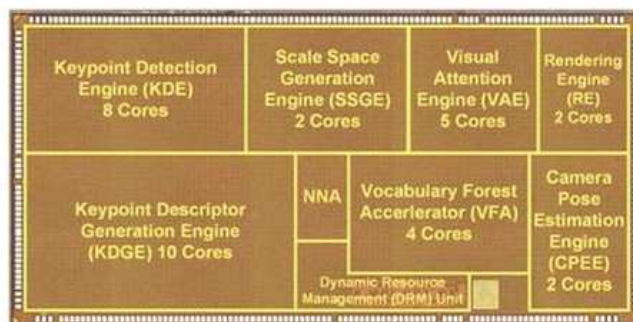 Keypoint Detection
Engine (KDE)
8 Cores
Scale Space
Generation
Engine (SSGE)
2 Cores
Visual
Attention
Engine (VAE)
5 Cores
Rendering
Engine
(RE)
2 Cores
Keypoint Descriptor
Generation Engine
(KDGE) 10 Cores
NNA
Vocabulary Forest
Accerlerator (VFA)
4 Cores
Camera
Pose
Estimation
Engine
(CPEE)
2 Cores
Dynamic Resource
Management (DRM) Unit